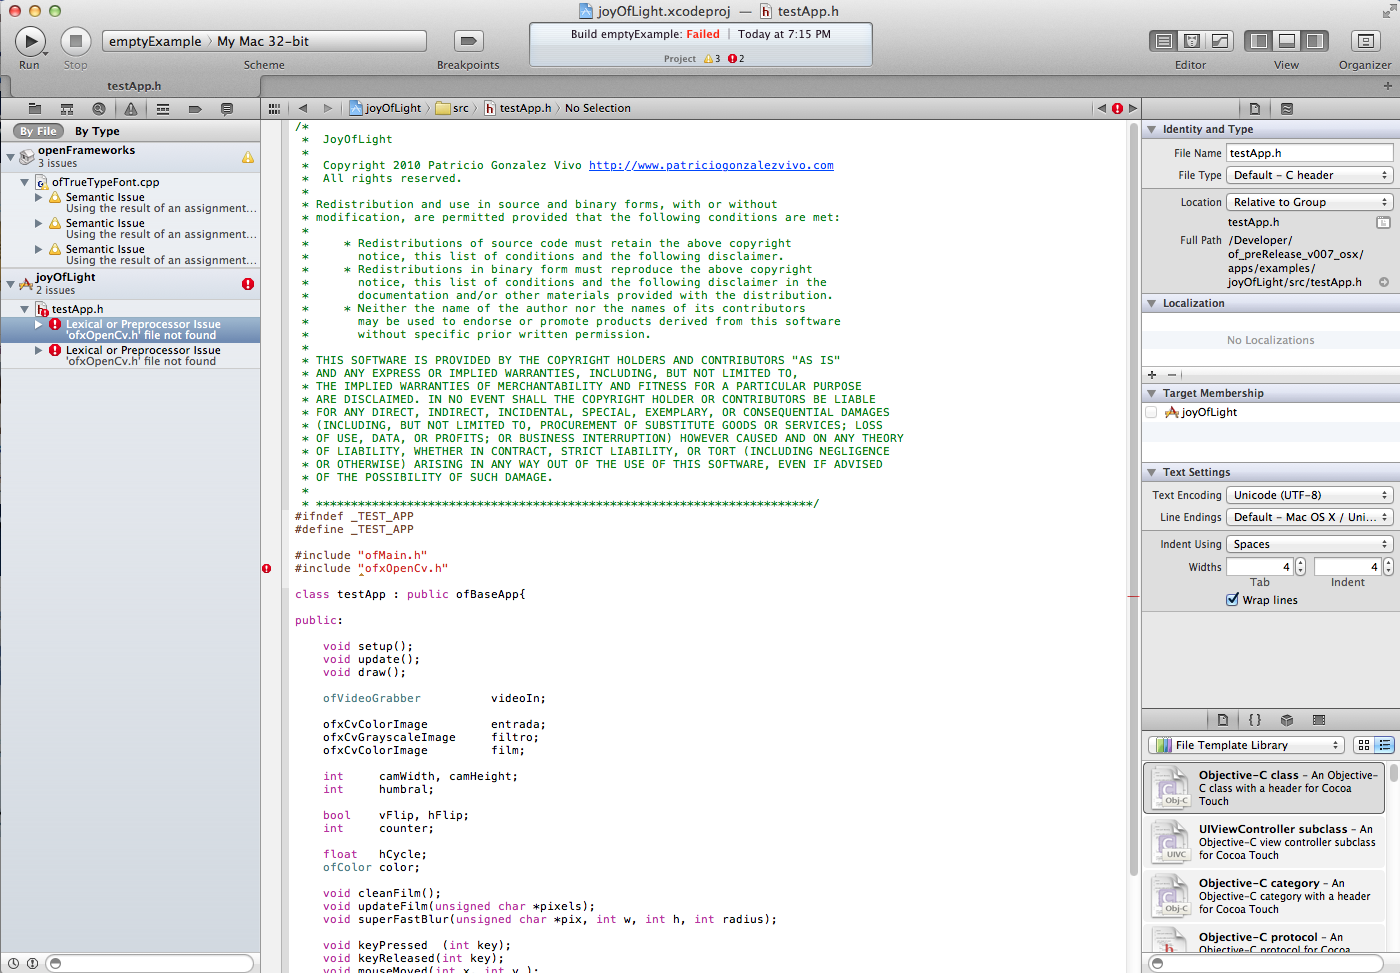 joyOfLight.xcodeproj — testApp.h
emptyExample 〉 My Mac 32-bit
Build emptyExample: Failed | Today at 7:15 PM
Project 3 2
Run
Stop
Scheme
Breakpoints
Editor
View
Organizer
testApp.h
joyOfLight 〉 src 〉 testApp.h 〉 No Selection
By File By Type
openFrameworks
3 issues
ofTrueTypeFont.cpp
Semantic Issue
Using the result of an assignment...
Semantic Issue
Using the result of an assignment...
Semantic Issue
Using the result of an assignment...
joyOfLight
2 issues
testApp.h
Lexical or Preprocessor Issue
'ofxOpenCv.h' file not found
Lexical or Preprocessor Issue
'ofxOpenCv.h' file not found
/*
 *  JoyOfLight
 *
 *  Copyright 2010 Patricio Gonzalez Vivo http://www.patriciogonzalezvivo.com
 *  All rights reserved.
 *
 * Redistribution and use in source and binary forms, with or without
 * modification, are permitted provided that the following conditions are met:
 *
 *     * Redistributions of source code must retain the above copyright
 *       notice, this list of conditions and the following disclaimer.
 *     * Redistributions in binary form must reproduce the above copyright
 *       notice, this list of conditions and the following disclaimer in the
 *       documentation and/or other materials provided with the distribution.
 *     * Neither the name of the author nor the names of its contributors
 *       may be used to endorse or promote products derived from this software
 *       without specific prior written permission.
 *
 * THIS SOFTWARE IS PROVIDED BY THE COPYRIGHT HOLDERS AND CONTRIBUTORS "AS IS"
 * AND ANY EXPRESS OR IMPLIED WARRANTIES, INCLUDING, BUT NOT LIMITED TO,
 * THE IMPLIED WARRANTIES OF MERCHANTABILITY AND FITNESS FOR A PARTICULAR PURPOSE
 * ARE DISCLAIMED. IN NO EVENT SHALL THE COPYRIGHT HOLDER OR CONTRIBUTORS BE LIABLE
 * FOR ANY DIRECT, INDIRECT, INCIDENTAL, SPECIAL, EXEMPLARY, OR CONSEQUENTIAL DAMAGES
 * (INCLUDING, BUT NOT LIMITED TO, PROCUREMENT OF SUBSTITUTE GOODS OR SERVICES; LOSS
 * OF USE, DATA, OR PROFITS; OR BUSINESS INTERRUPTION) HOWEVER CAUSED AND ON ANY THEORY
 * OF LIABILITY, WHETHER IN CONTRACT, STRICT LIABILITY, OR TORT (INCLUDING NEGLIGENCE
 * OR OTHERWISE) ARISING IN ANY WAY OUT OF THE USE OF THIS SOFTWARE, EVEN IF ADVISED
 * OF THE POSSIBILITY OF SUCH DAMAGE.
 *
 * ***********************************************************************/
#ifndef _TEST_APP
#define _TEST_APP
#include "ofMain.h"
#include "ofxOpenCv.h"
class testApp : public ofBaseApp{
public:
void setup();
void update();
void draw();
ofVideoGrabber videoIn;
ofxCvColorImage entrada;
ofxCvGrayscaleImage filtro;
ofxCvColorImage film;
int camWidth, camHeight;
int humbral;
bool vFlip, hFlip;
int counter;
float hCycle;
ofColor color;
void cleanFilm();
void updateFilm(unsigned char *pixels);
void superFastBlur(unsigned char *pix, int w, int h, int radius);
void keyPressed  (int key);
void keyReleased(int key);
void mouseMoved(int x, int y );
Identity and Type
File Name testApp.h
File Type Default - C header
Location Relative to Group
testApp.h
Full Path /Developer/
of_preRelease_v007_osx/
apps/examples/
joyOfLight/src/testApp.h
Localization
No Localizations
Target Membership
joyOfLight
Text Settings
Text Encoding Unicode (UTF-8)
Line Endings Default - Mac OS X / Uni...
Indent Using Spaces
Widths 4 4
Tab Indent
Wrap lines
File Template Library
Objective-C class - An Objective-
C class with a header for Cocoa
Touch
Obj-C
UIViewController subclass - An
Objective-C view controller subclass
for Cocoa Touch
UIVC
Objective-C category - An
Objective-C category with a header
for Cocoa Touch
Obj-C
Objective-C protocol - An
Objective-C protocol for Cocoa